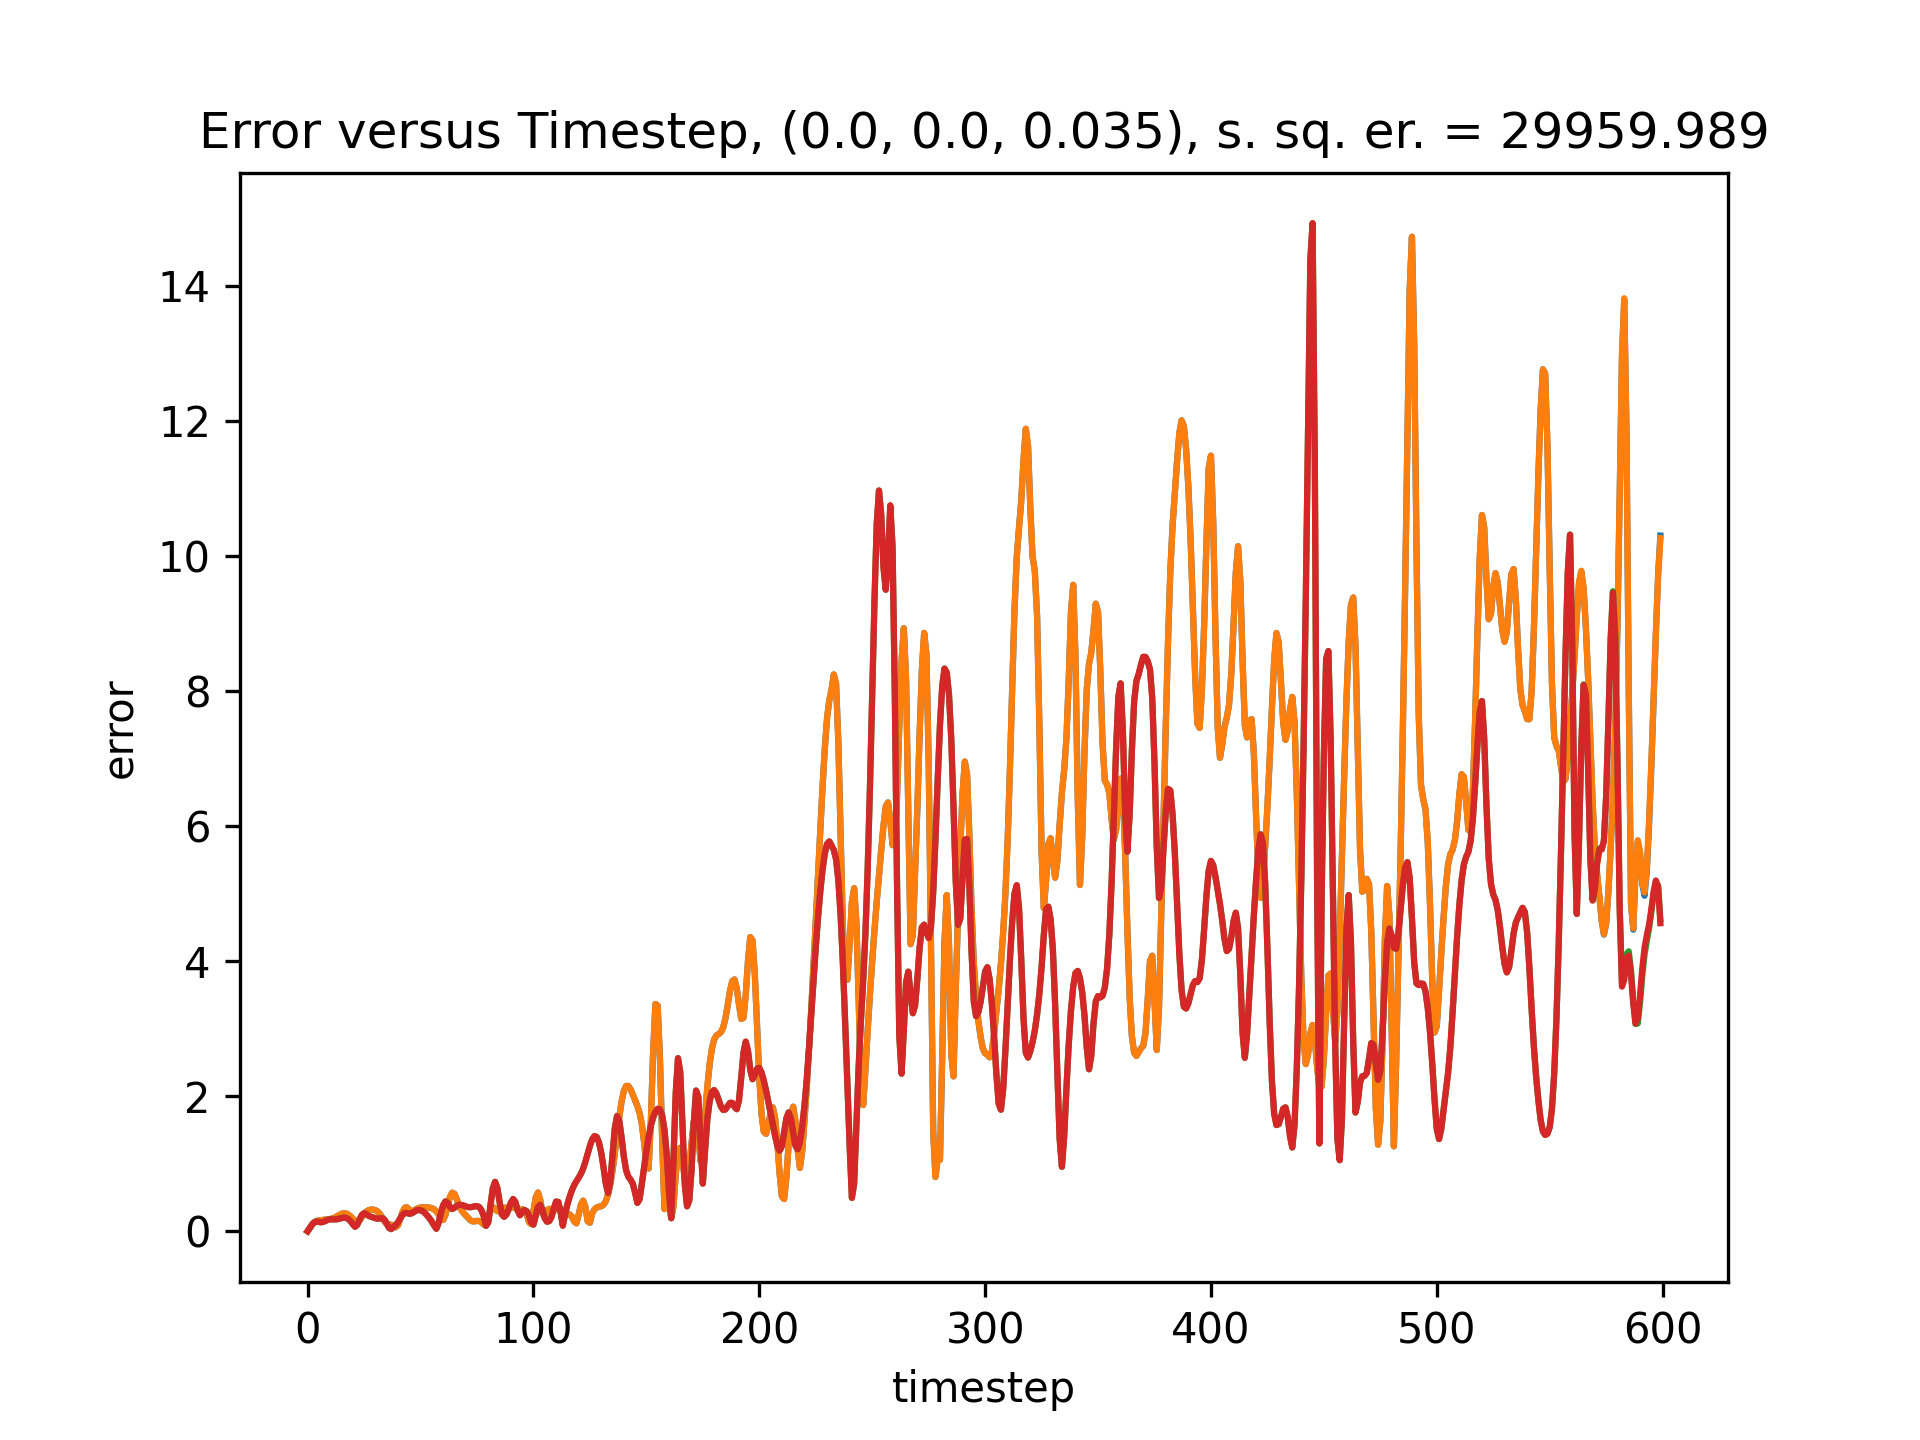 Error versus Timestep, (0.0, 0.0, 0.035), s. sq. er. = 29959.989
14
12
10
8
6
4
2
0
error
0 100 200 300 400 500 600
timestep